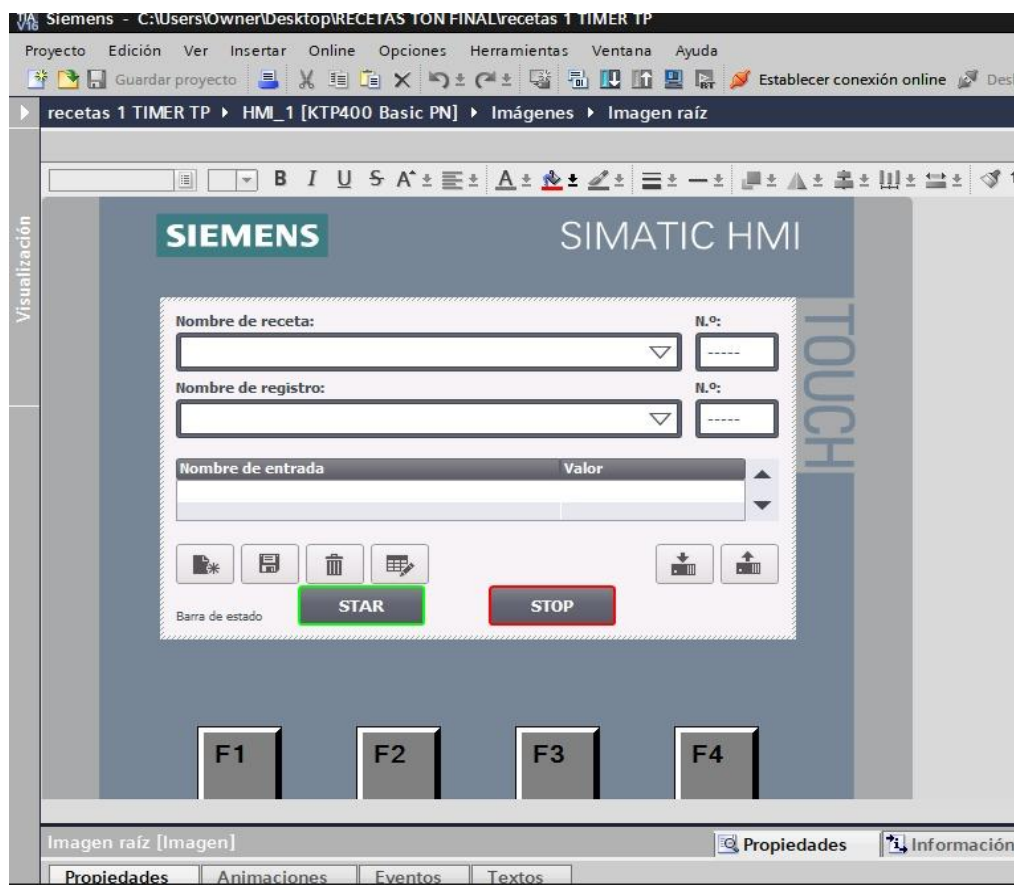 Siemens - C:\Users\Owner\Desktop\RECETAS TON FINAL\recetas 1 TIMER TP
Proyecto Edición Ver Insertar Online Opciones Herramientas Ventana Ayuda
Guardar proyecto Establecer conexión online Des
recetas 1 TIMER TP HMI_1 [KTP400 Basic PN] Imágenes Imagen raíz
B I U S A A
Visualización
SIEMENS SIMATIC HMI
TOUCH
Nombre de receta: N.º:
-----
Nombre de registro: N.º:
-----
Nombre de entrada Valor
STAR STOP
Barra de estado
F1 F2 F3 F4
Imagen raíz [Imagen] Propiedades Información
Propiedades Animaciones Eventos Textos